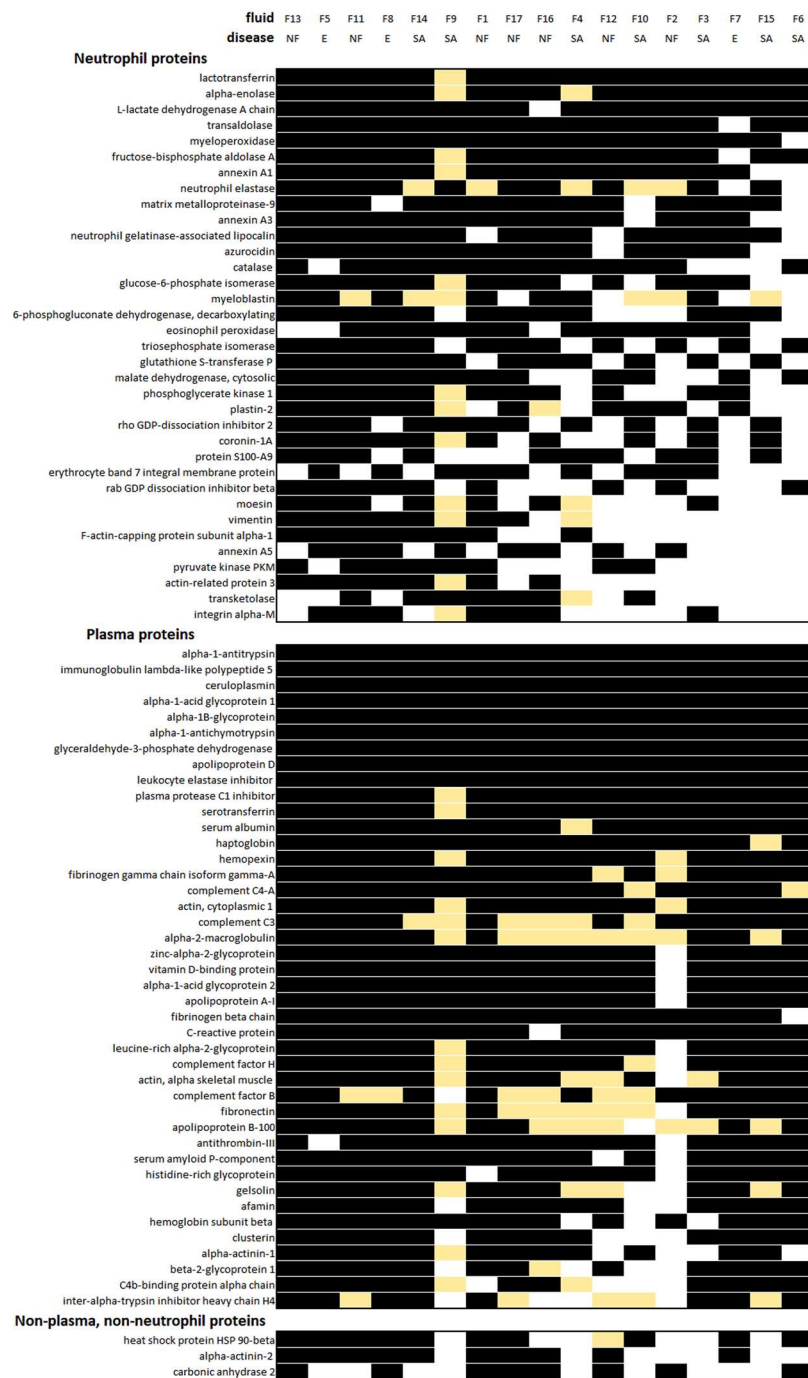 fluid F13 F5 F11 F8 F14 F9 F1 F17 F16 F4 F12 F10 F2 F3 F7 F15 F6
disease NF E NF E SA SA NF NF NF SA NF SA NF SA E SA SA
Neutrophil proteins
lactotransferrin
alpha-enolase
L-lactate dehydrogenase A chain
transaldolase
myeloperoxidase
fructose-bisphosphate aldolase A
annexin A1
neutrophil elastase
matrix metalloproteinase-9
annexin A3
neutrophil gelatinase-associated lipocalin
azurocidin
catalase
glucose-6-phosphate isomerase
myeloblastin
6-phosphogluconate dehydrogenase, decarboxylating
eosinophil peroxidase
triosephosphate isomerase
glutathione S-transferase P
malate dehydrogenase, cytosolic
phosphoglycerate kinase 1
plastin-2
rho GDP-dissociation inhibitor 2
coronin-1A
protein S100-A9
erythrocyte band 7 integral membrane protein
rab GDP dissociation inhibitor beta
moesin
vimentin
F-actin-capping protein subunit alpha-1
annexin A5
pyruvate kinase PKM
actin-related protein 3
transketolase
integrin alpha-M
Plasma proteins
alpha-1-antitrypsin
immunoglobulin lambda-like polypeptide 5
ceruloplasmin
alpha-1-acid glycoprotein 1
alpha-1B-glycoprotein
alpha-1-antichymotrypsin
glyceraldehyde-3-phosphate dehydrogenase
apolipoprotein D
leukocyte elastase inhibitor
plasma protease C1 inhibitor
serotransferrin
serum albumin
haptoglobin
hemopexin
fibrinogen gamma chain isoform gamma-A
complement C4-A
actin, cytoplasmic 1
complement C3
alpha-2-macroglobulin
zinc-alpha-2-glycoprotein
vitamin D-binding protein
alpha-1-acid glycoprotein 2
apolipoprotein A-I
fibrinogen beta chain
C-reactive protein
leucine-rich alpha-2-glycoprotein
complement factor H
actin, alpha skeletal muscle
complement factor B
fibronectin
apolipoprotein B-100
antithrombin-III
serum amyloid P-component
histidine-rich glycoprotein
gelsolin
afamin
hemoglobin subunit beta
clusterin
alpha-actinin-1
beta-2-glycoprotein 1
C4b-binding protein alpha chain
inter-alpha-trypsin inhibitor heavy chain H4
Non-plasma, non-neutrophil proteins
heat shock protein HSP 90-beta
alpha-actinin-2
carbonic anhydrase 2